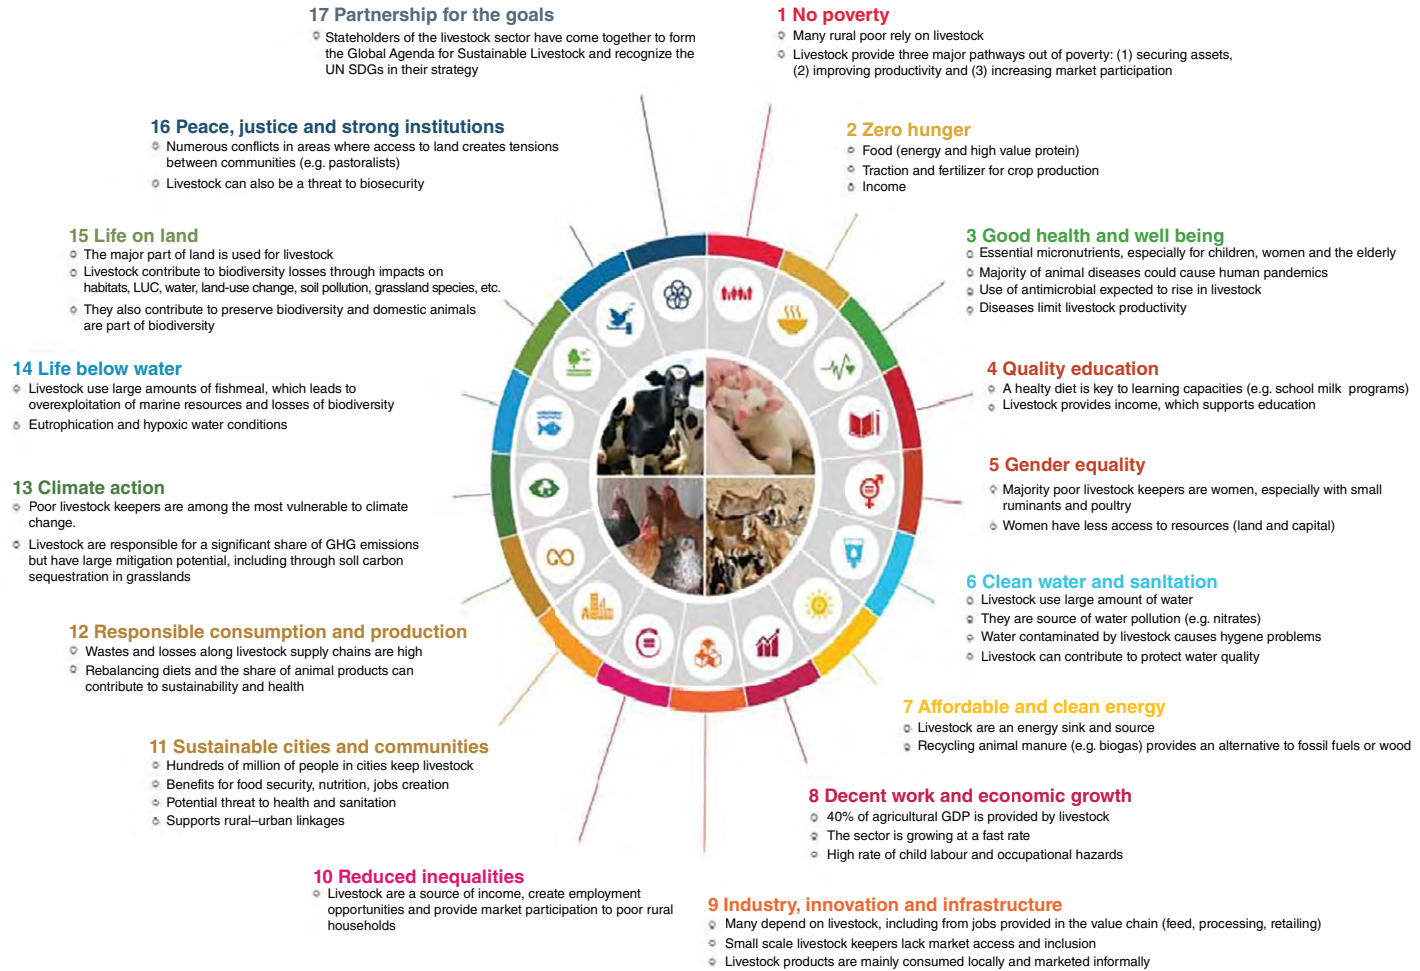 17 Partnership for the goals
Stateholders of the livestock sector have come together to form
the Global Agenda for Sustainable Livestock and recognize the
UN SDGs in their strategy
1 No poverty
Many rural poor rely on livestock
Livestock provide three major pathways out of poverty: (1) securing assets,
(2) improving productivity and (3) increasing market participation
16 Peace, justice and strong institutions
Numerous conflicts in areas where access to land creates tensions
between communities (e.g. pastoralists)
Livestock can also be a threat to biosecurity
2 Zero hunger
Food (energy and high value protein)
Traction and fertilizer for crop production
Income
15 Life on land
The major part of land is used for livestock
Livestock contribute to biodiversity losses through impacts on
habitats, LUC, water, land-use change, soil pollution, grassland species, etc.
They also contribute to preserve biodiversity and domestic animals
are part of biodiversity
3 Good health and well being
Essential micronutrients, especially for children, women and the elderly
Majority of animal diseases could cause human pandemics
Use of antimicrobial expected to rise in livestock
Diseases limit livestock productivity
14 Life below water
Livestock use large amounts of fishmeal, which leads to
overexploitation of marine resources and losses of biodiversity
Eutrophication and hypoxic water conditions
4 Quality education
A healty diet is key to learning capacities (e.g. school milk programs)
Livestock provides income, which supports education
5 Gender equality
Majority poor livestock keepers are women, especially with small
ruminants and poultry
Women have less access to resources (land and capital)
13 Climate action
Poor livestock keepers are among the most vulnerable to climate
change.
Livestock are responsible for a significant share of GHG emissions
but have large mitigation potential, including through soll carbon
sequestration in grasslands
6 Clean water and sanltation
Livestock use large amount of water
They are source of water pollution (e.g. nitrates)
Water contaminated by livestock causes hygene problems
Livestock can contribute to protect water quality
12 Responsible consumption and production
Wastes and losses along livestock supply chains are high
Rebalancing diets and the share of animal products can
contribute to sustainability and health
7 Affordable and clean energy
Livestock are an energy sink and source
Recycling animal manure (e.g. biogas) provides an alternative to fossil fuels or wood
11 Sustainable cities and communities
Hundreds of million of people in cities keep livestock
Benefits for food security, nutrition, jobs creation
Potential threat to health and sanitation
Supports rural–urban linkages
8 Decent work and economic growth
40% of agricultural GDP is provided by livestock
The sector is growing at a fast rate
High rate of child labour and occupational hazards
10 Reduced inequalities
Livestock are a source of income, create employment
opportunities and provide market participation to poor rural
households
9 Industry, innovation and infrastructure
Many depend on livestock, including from jobs provided in the value chain (feed, processing, retailing)
Small scale livestock keepers lack market access and inclusion
Livestock products are mainly consumed locally and marketed informally